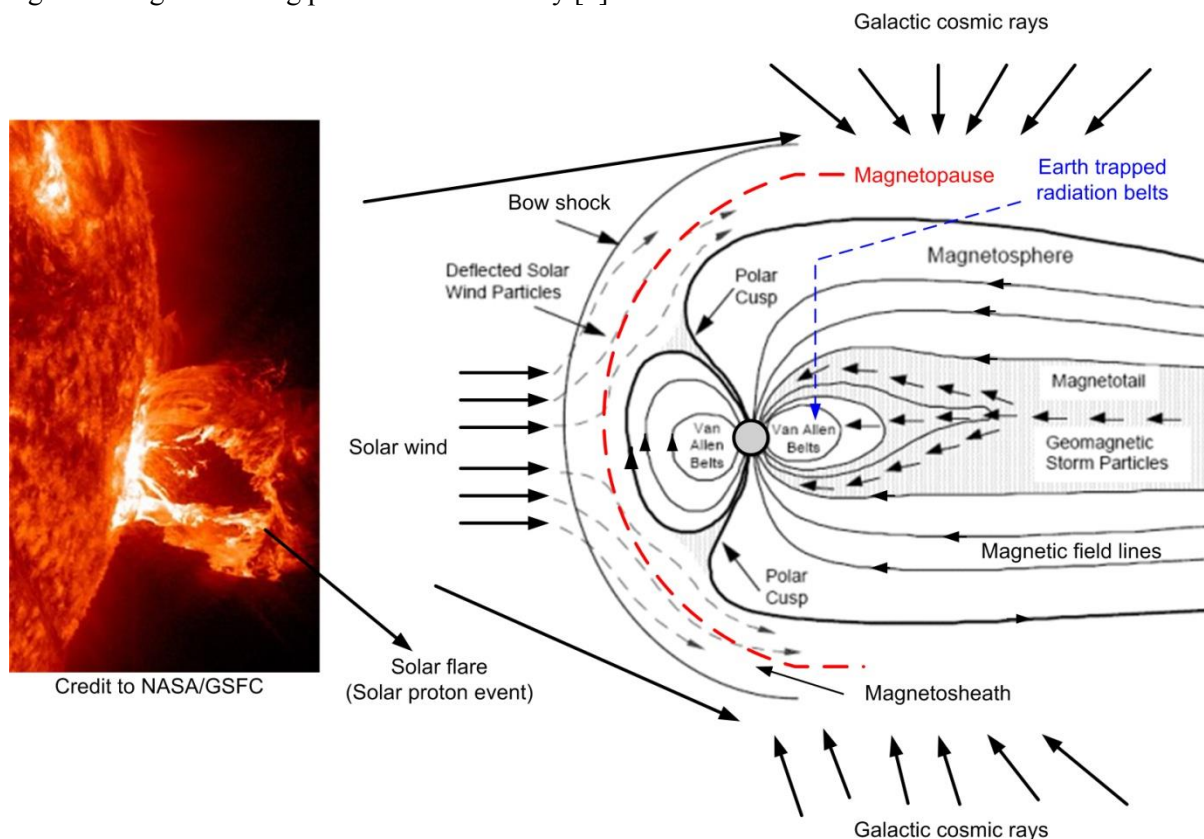 Galactic cosmic rays
Magnetopause
Earth trapped
radiation belts
Bow shock
Magnetosphere
Deflected Solar
Wind Particles
Polar
Cusp
Magnetotail
Van
Allen
Belts
Van Allen
Belts
Solar wind
Geomagnetic
Storm Particles
Magnetic field lines
Polar
Cusp
Solar flare
(Solar proton event)
Credit to NASA/GSFC
Magnetosheath
Galactic cosmic rays